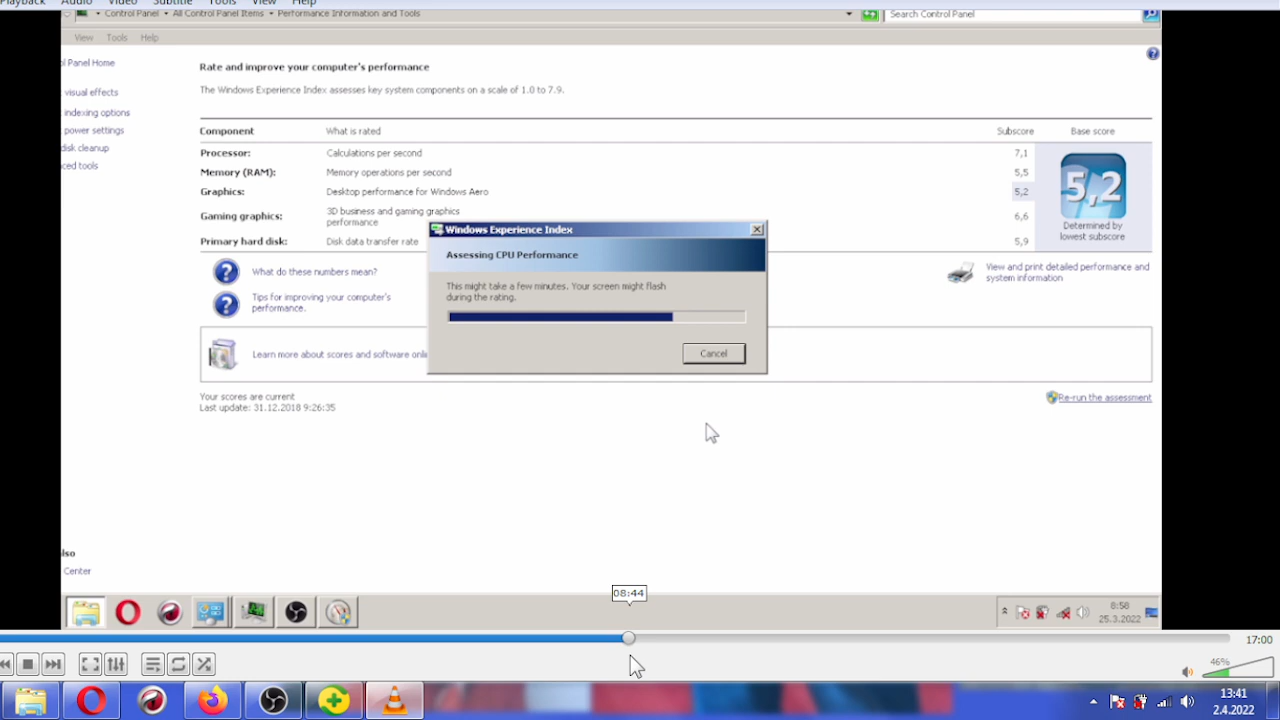 Playback Audio Video Subtitle Tools View Help
Control Panel All Control Panel Items Performance Information and Tools
Search Control Panel
View Tools Help
ol Panel Home
visual effects
indexing options
power settings
disk cleanup
ced tools
Rate and improve your computer's performance
The Windows Experience Index assesses key system components on a scale of 1.0 to 7.9.
Component What is rated Subscore Base score
Processor: Calculations per second 7,1
Memory (RAM): Memory operations per second 5,5
Graphics: Desktop performance for Windows Aero 5,2
Gaming graphics: 3D business and gaming graphics
performance 6,6
Primary hard disk: Disk data transfer rate 5,9
5,2
Determined by
lowest subscore
Windows Experience Index
Assessing CPU Performance
This might take a few minutes. Your screen might flash
during the rating.
Cancel
What do these numbers mean?
Tips for improving your computer's
performance.
View and print detailed performance and
system information
Learn more about scores and software onli
Your scores are current
Last update: 31.12.2018 9:26:35
Re-run the assessment
lso
Center
8:58
25.3.2022
08:44
17:00
46%
13:41
2.4.2022